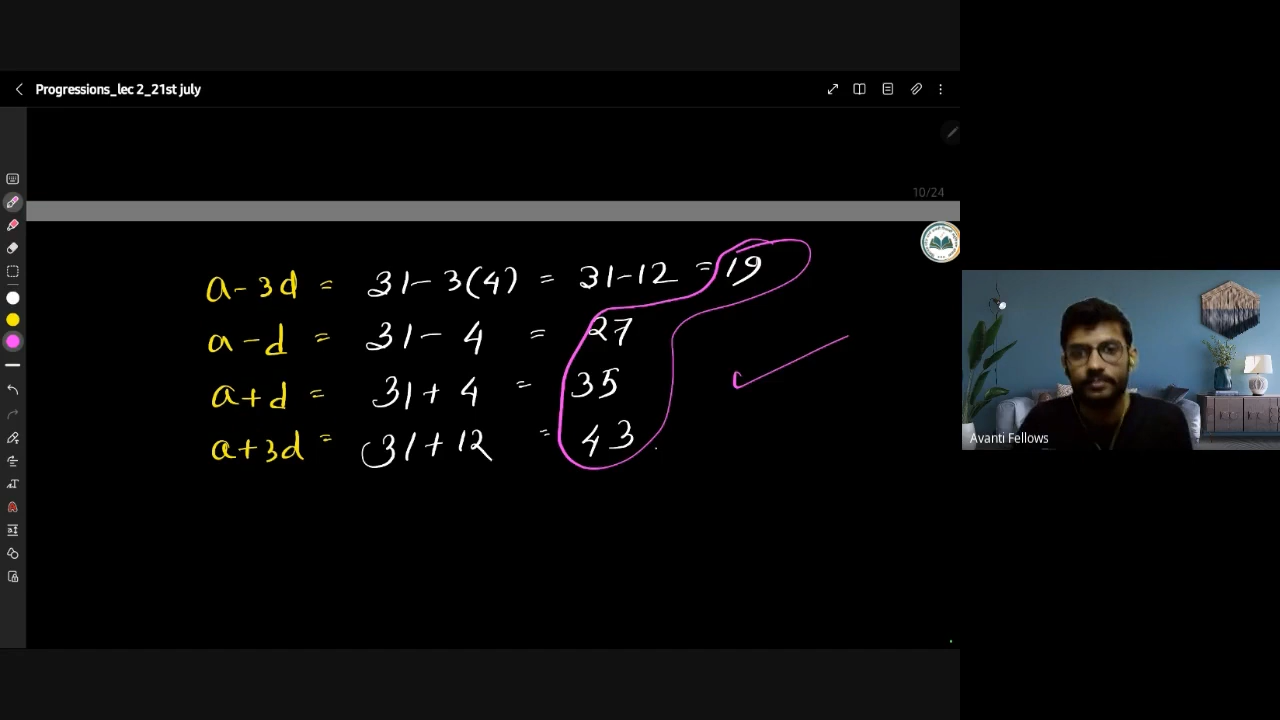 Progressions_lec 2_21st july
10/24
a - 3d = 31 - 3(4) = 31-12 = 19
a - d = 31 - 4 = 27
a + d = 31 + 4 = 35
a + 3d = 31 + 12 = 43
Avanti Fellows